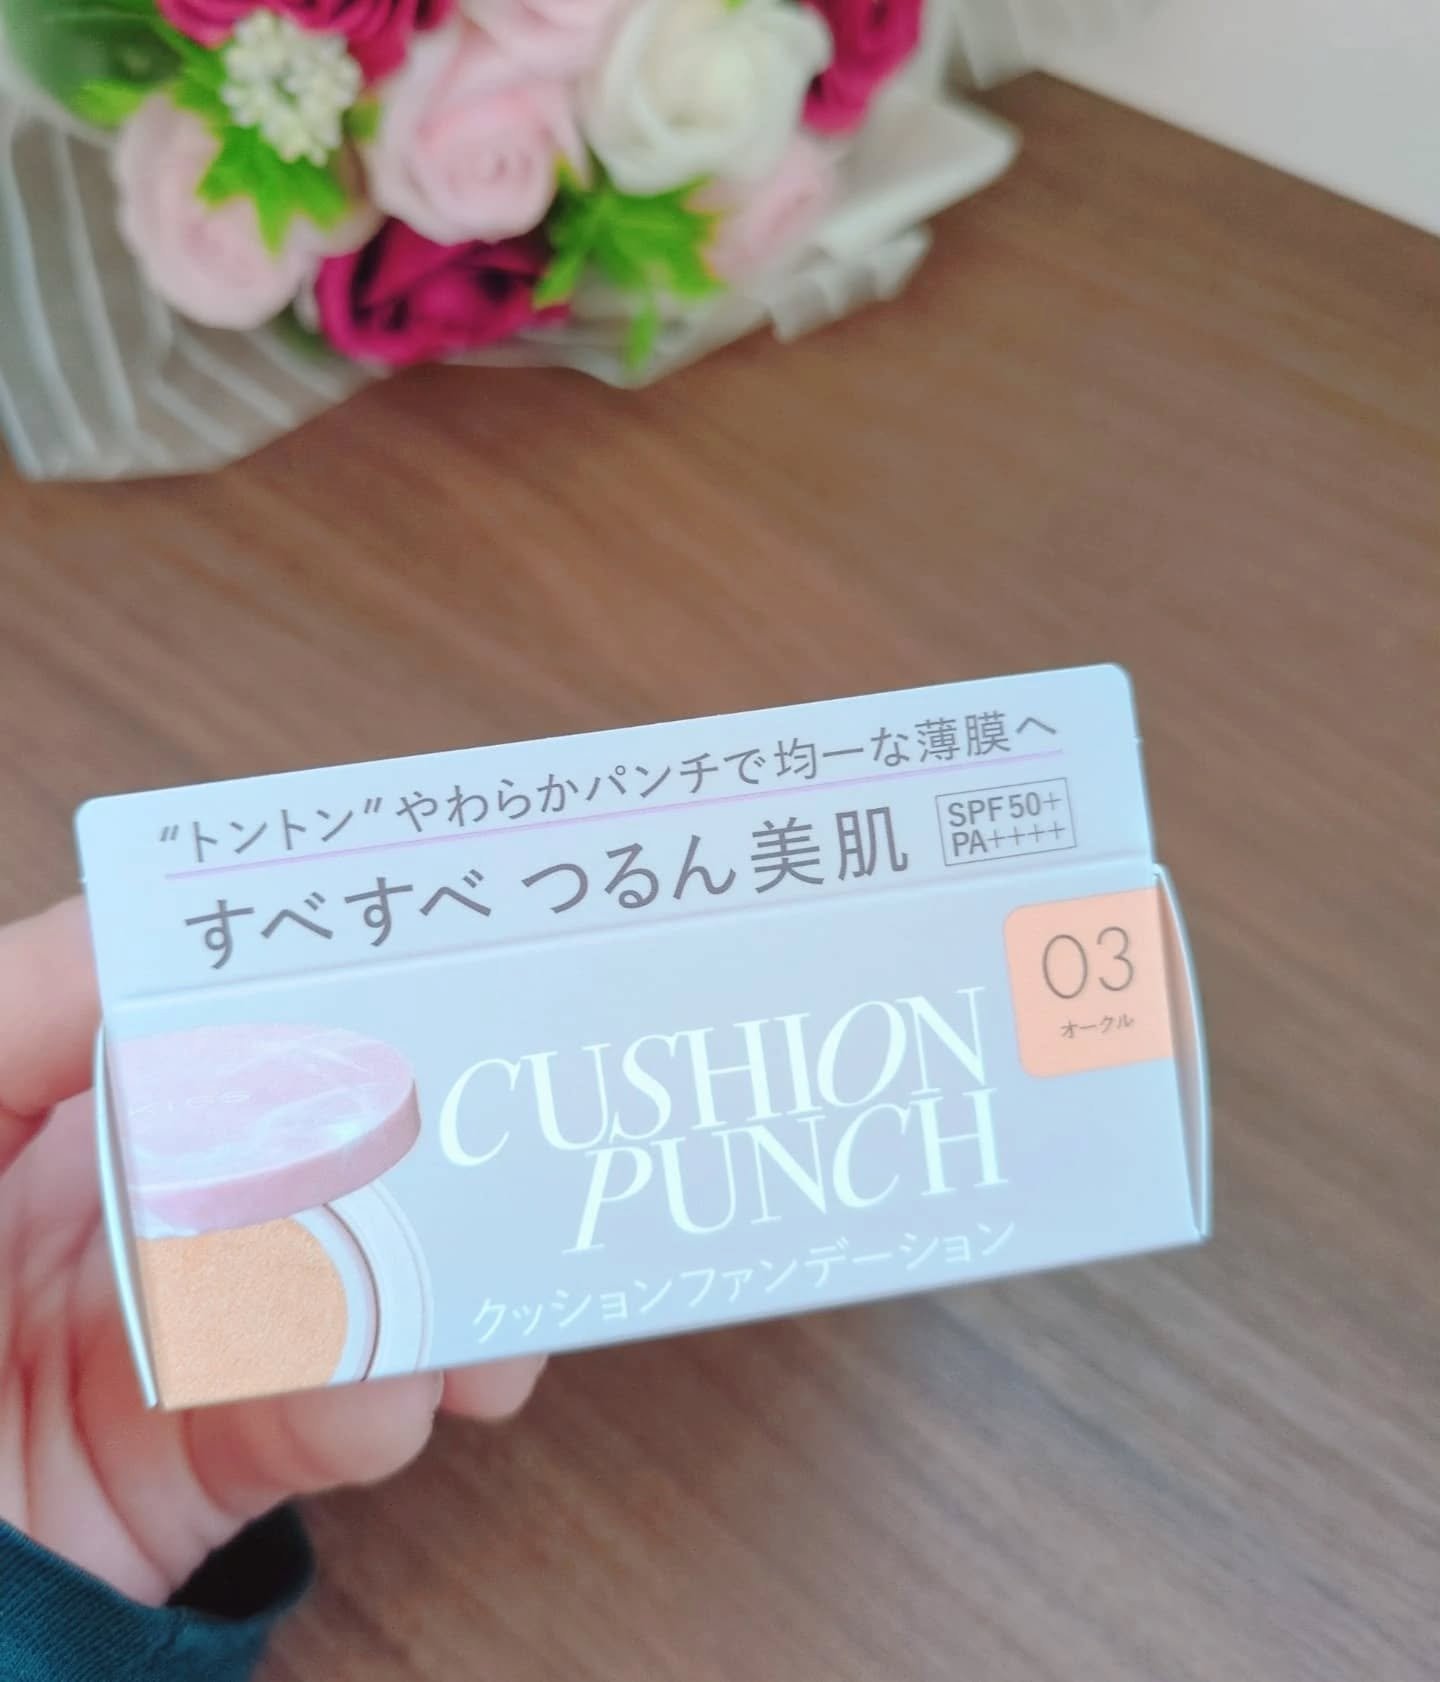 "トントン"やわらかパンチで均一な薄膜へ
すべすべ つるん美肌
SPF50+
PA++++
03
オークル
KISS
CUSHION
PUNCH
クッションファンデーション